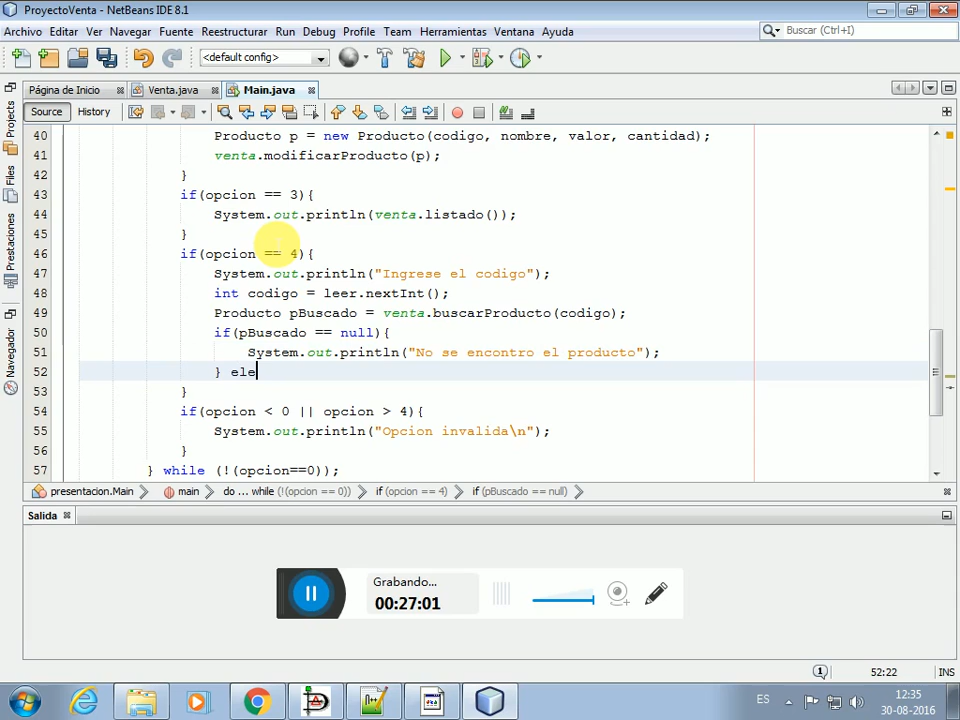 ProyectoVenta - NetBeans IDE 8.1
Archivo Editar Ver Navegar Fuente Reestructurar Run Debug Profile Team Herramientas Ventana Ayuda
Buscar (Ctrl+I)
<default config>
Página de Inicio Venta.java Main.java
Source History
Projects
Files
Prestaciones
Navegador
40 Producto p = new Producto(codigo, nombre, valor, cantidad);
41 venta.modificarProducto(p);
42 }
43 if(opcion == 3){
44 System.out.println(venta.listado());
45 }
46 if(opcion == 4){
47 System.out.println("Ingrese el codigo");
48 int codigo = leer.nextInt();
49 Producto pBuscado = venta.buscarProducto(codigo);
50 if(pBuscado == null){
51 System.out.println("No se encontro el producto");
52 } ele
53 }
54 if(opcion < 0 || opcion > 4){
55 System.out.println("Opcion invalida\n");
56 }
57 } while (!(opcion==0));
presentacion.Main main do ... while (!(opcion == 0)) if (opcion == 4) if (pBuscado == null)
Salida
Grabando...
00:27:01
1 52:22 INS
ES 12:35
30-08-2016